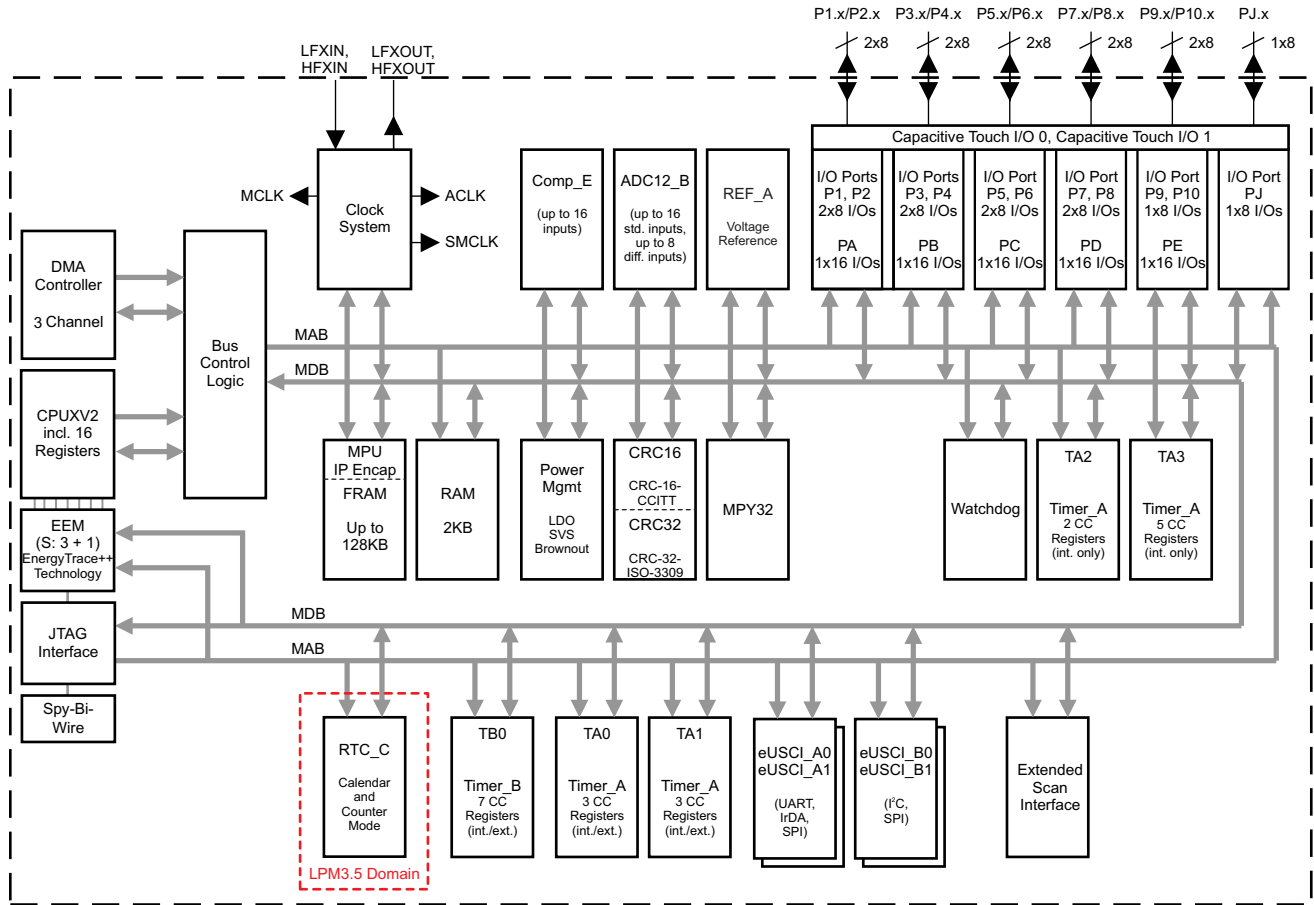 P1.x/P2.x
P3.x/P4.x
P5.x/P6.x
P7.x/P8.x
P9.x/P10.x
PJ.x
2x8
2x8
2x8
2x8
2x8
1x8
LFXIN,
HFXIN
LFXOUT,
HFXOUT
Capacitive Touch I/O 0, Capacitive Touch I/O 1
MCLK
Clock
System
ACLK
SMCLK
Comp_E
(up to 16
inputs)
ADC12_B
(up to 16
std. inputs,
up to 8
diff. inputs)
REF_A
Voltage
Reference
I/O Ports
P1, P2
2x8 I/Os
PA
1x16 I/Os
I/O Ports
P3, P4
2x8 I/Os
PB
1x16 I/Os
I/O Port
P5, P6
2x8 I/Os
PC
1x16 I/Os
I/O Port
P7, P8
2x8 I/Os
PD
1x16 I/Os
I/O Port
P9, P10
1x8 I/Os
PE
1x16 I/Os
I/O Port
PJ
1x8 I/Os
DMA
Controller
3 Channel
Bus
Control
Logic
MAB
MDB
CPUXV2
incl. 16
Registers
MPU
IP Encap
FRAM
Up to
128KB
RAM
2KB
Power
Mgmt
LDO
SVS
Brownout
CRC16
CRC-16-
CCITT
CRC32
CRC-32-
ISO-3309
MPY32
Watchdog
TA2
Timer_A
2 CC
Registers
(int. only)
TA3
Timer_A
5 CC
Registers
(int. only)
EEM
(S: 3 + 1)
EnergyTrace++
Technology
MDB
MAB
JTAG
Interface
Spy-Bi-
Wire
RTC_C
Calendar
and
Counter
Mode
LPM3.5 Domain
TB0
Timer_B
7 CC
Registers
(int./ext.)
TA0
Timer_A
3 CC
Registers
(int./ext.)
TA1
Timer_A
3 CC
Registers
(int./ext.)
eUSCI_A0
eUSCI_A1
(UART,
IrDA,
SPI)
eUSCI_B0
eUSCI_B1
(I²C,
SPI)
Extended
Scan
Interface